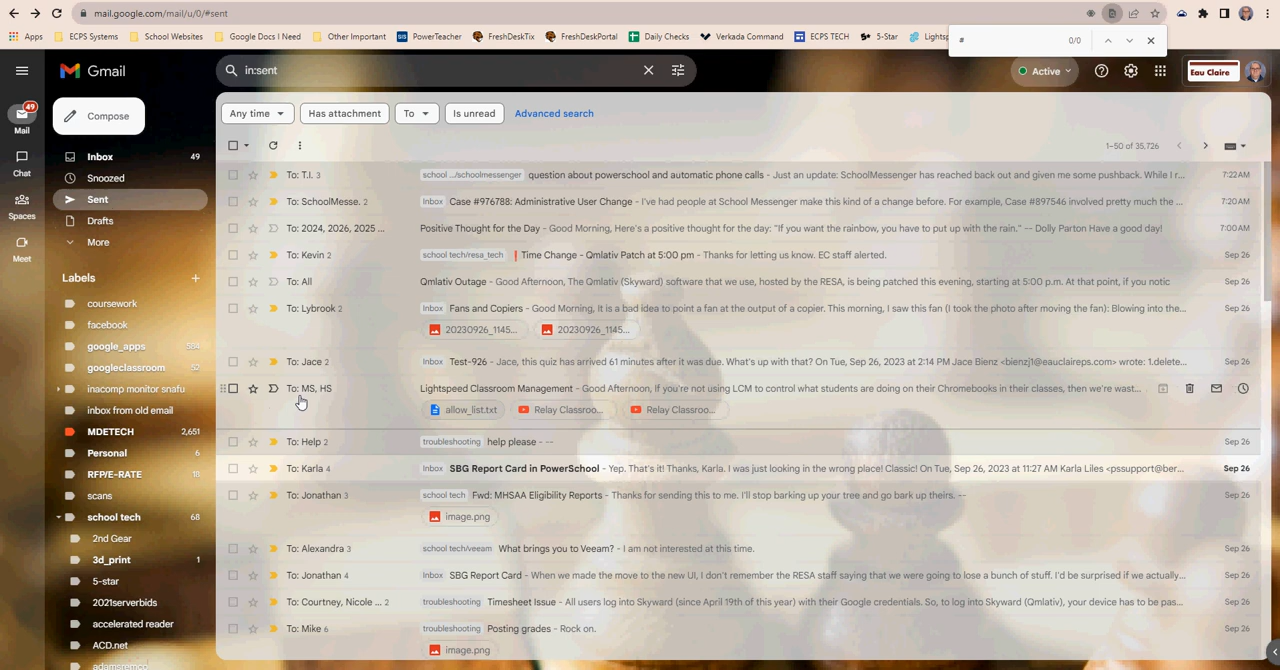 mail.google.com/mail/u/0/#sent
Apps ECPS Systems School Websites Google Docs I Need Other Important PowerTeacher FreshDeskTix FreshDeskPortal Daily Checks Verkada Command ECPS TECH 5-Star Lightsp
# 0/0
Gmail in:sent Active Eau Claire
49
Mail
Chat
Spaces
Meet
Compose
Inbox 49
Snoozed
Sent
Drafts
More
Labels
coursework
facebook
google_apps 584
googleclassroom 52
inacomp monitor snafu
inbox from old email
MDETECH 2,651
Personal 6
RFP/E-RATE 18
scans
school tech 68
2nd Gear
3d_print 1
5-star
2021serverbids
accelerated reader
ACD.net
adamsremco
Any time Has attachment To Is unread Advanced search
1–50 of 35,726
To: T.I. 3 school .../schoolmessenger question about powerschool and automatic phone calls - Just an update: SchoolMessenger has reached back out and given me some pushback. While I r... 7:22 AM
To: SchoolMesse. 2 Inbox Case #976788: Administrative User Change - I've had people at School Messenger make this kind of a change before. For example, Case #897546 involved pretty much the ... 7:20 AM
To: 2024, 2026, 2025 ... Positive Thought for the Day - Good Morning, Here's a positive thought for the day: "If you want the rainbow, you have to put up with the rain." -- Dolly Parton Have a good day! 7:00 AM
To: Kevin 2 school tech/resa_tech Time Change - Qmlativ Patch at 5:00 pm - Thanks for letting us know. EC staff alerted. Sep 26
To: All Qmlativ Outage - Good Afternoon, The Qmlativ (Skyward) software that we use, hosted by the RESA, is being patched this evening, starting at 5:00 p.m. At that point, if you notic Sep 26
To: Lybrook 2 Inbox Fans and Copiers - Good Morning, It is a bad idea to point a fan at the output of a copier. This morning, I saw this fan (I took the photo after moving the fan): Blowing into the... Sep 26
20230926_1145... 20230926_1145...
To: Jace 2 Inbox Test-926 - Jace, this quiz has arrived 61 minutes after it was due. What's up with that? On Tue, Sep 26, 2023 at 2:14 PM Jace Bienz <bienzj1@eauclaireps.com> wrote: 1.delete... Sep 26
To: MS, HS Lightspeed Classroom Management - Good Afternoon, If you're not using LCM to control what students are doing on their Chromebooks in their classes, then we're wast...
allow_list.txt Relay Classroo... Relay Classroo...
To: Help 2 troubleshooting help please - -- Sep 26
To: Karla 4 Inbox SBG Report Card in PowerSchool - Yep. That's it! Thanks, Karla. I was just looking in the wrong place! Classic! On Tue, Sep 26, 2023 at 11:27 AM Karla Liles <pssupport@ber... Sep 26
To: Jonathan 3 school tech Fwd: MHSAA Eligibility Reports - Thanks for sending this to me. I'll stop barking up your tree and go bark up theirs. -- Sep 26
image.png
To: Alexandra 3 school tech/veeam What brings you to Veeam? - I am not interested at this time. Sep 26
To: Jonathan 4 Inbox SBG Report Card - When we made the move to the new UI, I don't remember the RESA staff saying that we were going to lose a bunch of stuff. I'd be surprised if we actually... Sep 26
To: Courtney, Nicole ... 2 troubleshooting Timesheet Issue - All users log into Skyward (since April 19th of this year) with their Google credentials. So, to log into Skyward (Qmlativ), your device has to be pas... Sep 26
To: Mike 6 troubleshooting Posting grades - Rock on. Sep 26
image.png